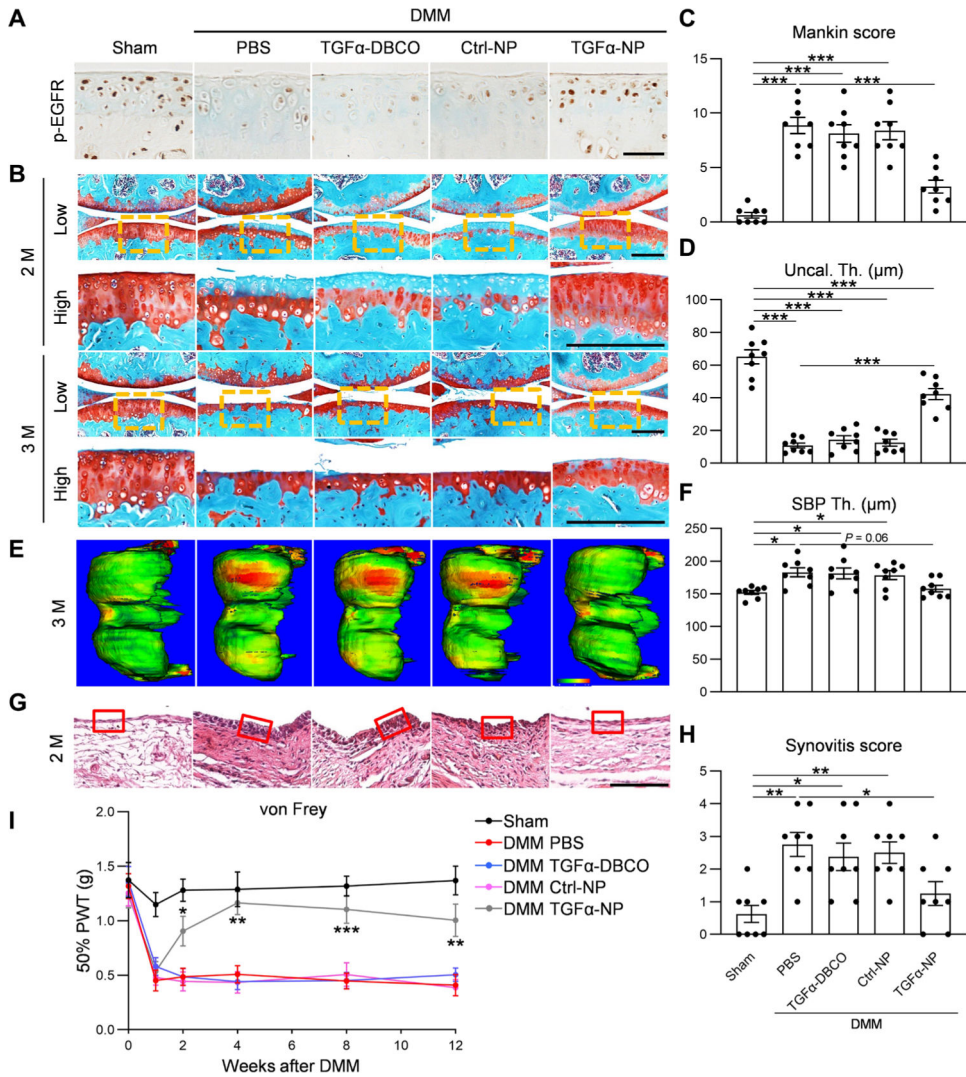 A
DMM
Sham
PBS
TGFα-DBCO
Ctrl-NP
TGFα-NP
p-EGFR
B
2 M
Low
High
3 M
Low
High
E
3 M
G
2 M
I
von Frey
50% PWT (g)
1.5
1.0
0.5
0.0
*
**
***
**
0 2 4 6 8 10 12
Weeks after DMM
Sham
DMM PBS
DMM TGFα-DBCO
DMM Ctrl-NP
DMM TGFα-NP
C
Mankin score
***
***
*** ***
15
10
5
0
D
Uncal. Th. (µm)
***
***
***
***
***
100
80
60
40
20
0
F
SBP Th. (µm)
*
*
* P = 0.06
250
200
150
100
50
0
H
Synovitis score
**
*
** *
5
4
3
2
1
0
Sham
PBS
TGFα-DBCO
Ctrl-NP
TGFα-NP
DMM